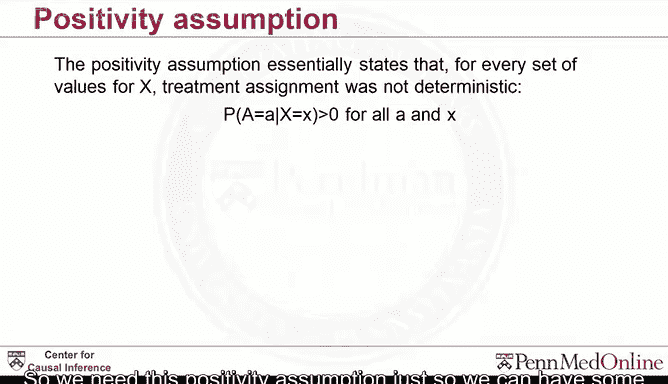 Positivity assumption
The positivity assumption essentially states that, for every set of
values for X, treatment assignment was not deterministic:
P(A=a|X=x)>0 for all a and x
Center for
Causal Inference
PennMedOnline
So we need this positivity assumption just so we can have some